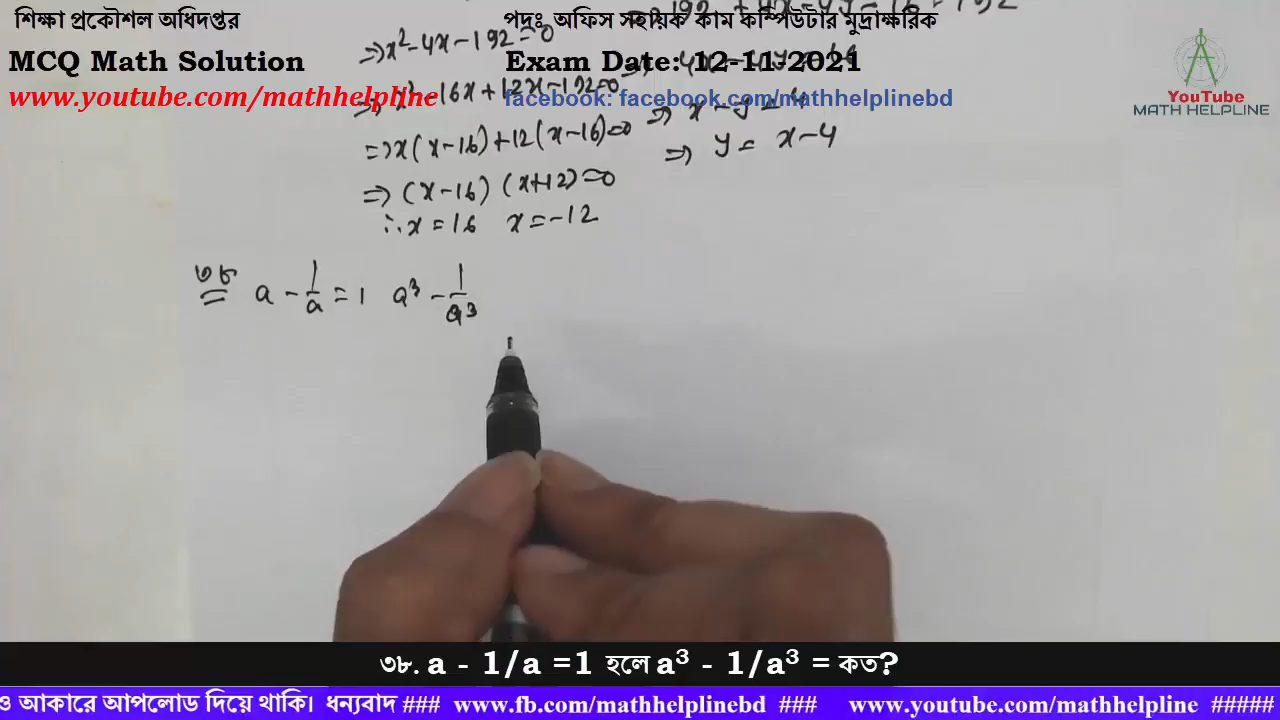 শিক্ষা প্রকৌশল অধিদপ্তর
পদঃ অফিস সহায়ক কাম কম্পিউটার মুদ্রাক্ষরিক
MCQ Math Solution
Exam Date: 12-11-2021
www.youtube.com/mathhelpline
facebook: facebook.com/mathhelplinebd
YouTube
MATH HELPLINE
⇒x²-4x-192=0
⇒x²-16x+12x-192=0
⇒x(x-16)+12(x-16)=0
⇒(x-16)(x+12)=0
∴x=16 x=-12
⇒ x-y=4
⇒ y= x-4
৩৮ a - 1/a = 1 a³ - 1/a³
৩৮. a - 1/a =1 হলে a³ - 1/a³ = কত?
ও আকারে আপলোড দিয়ে থাকি। ধন্যবাদ ### www.fb.com/mathhelplinebd ### www.youtube.com/mathhelpline #####